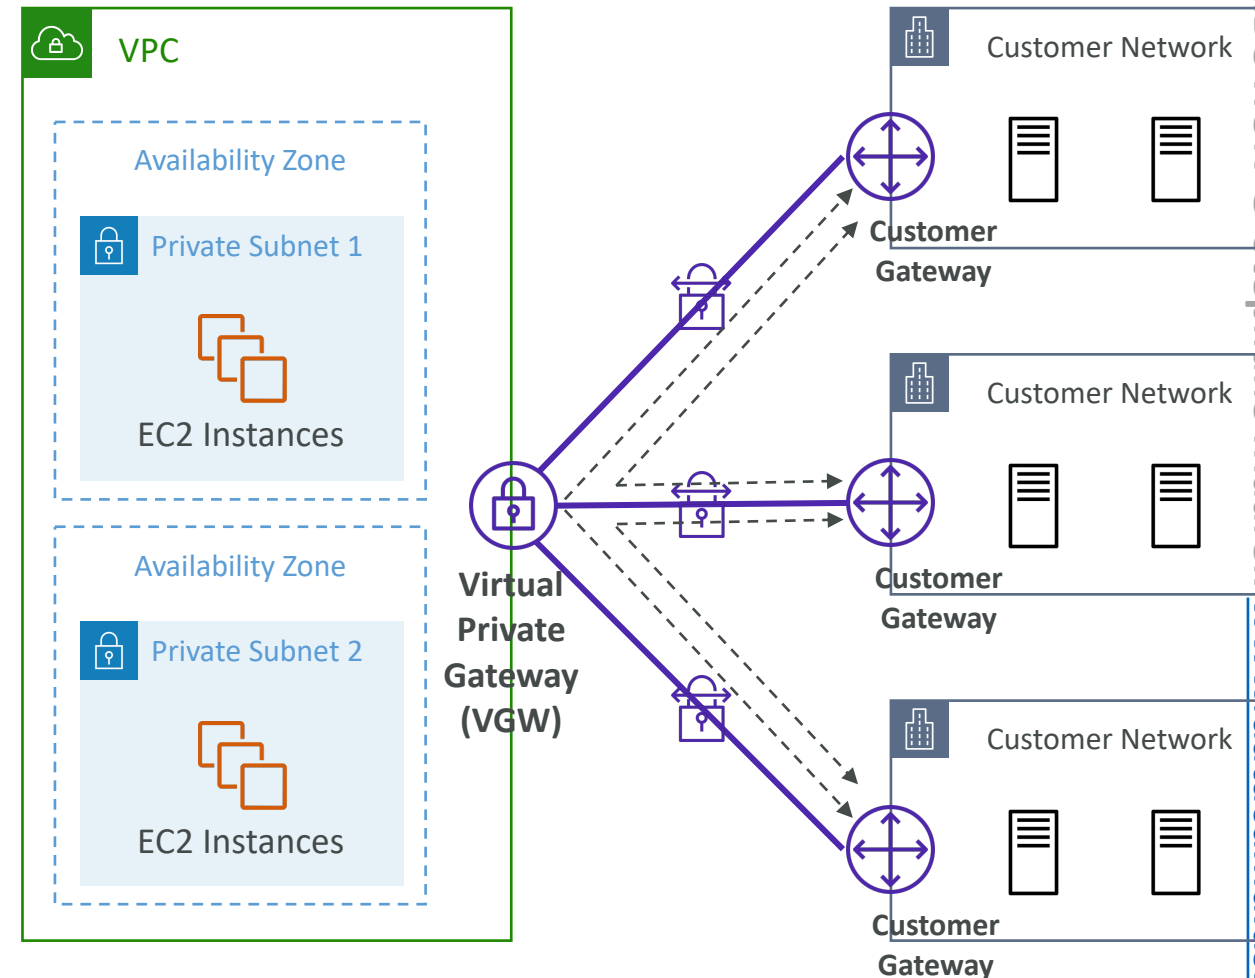 VPC
Availability Zone
Private Subnet 1
EC2 Instances
Availability Zone
Private Subnet 2
EC2 Instances
Virtual
Private
Gateway
(VGW)
Customer Network
Customer
Gateway
Customer Network
Customer
Gateway
Customer Network
Customer
Gateway